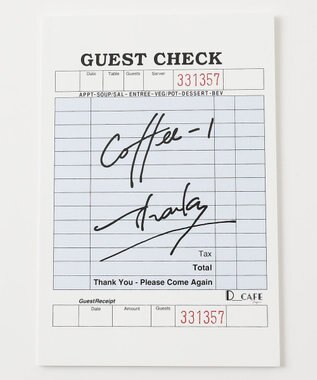 GUEST CHECK
Date Table Guests Server 331357
APPT-SOUP/SAL-ENTREE-VEG/POT-DESSERT-BEV
Coffee-1
Thanks
Tax
Total
Thank You - Please Come Again
D_CAFE
GuestReceipt
Date Amount Guests 331357